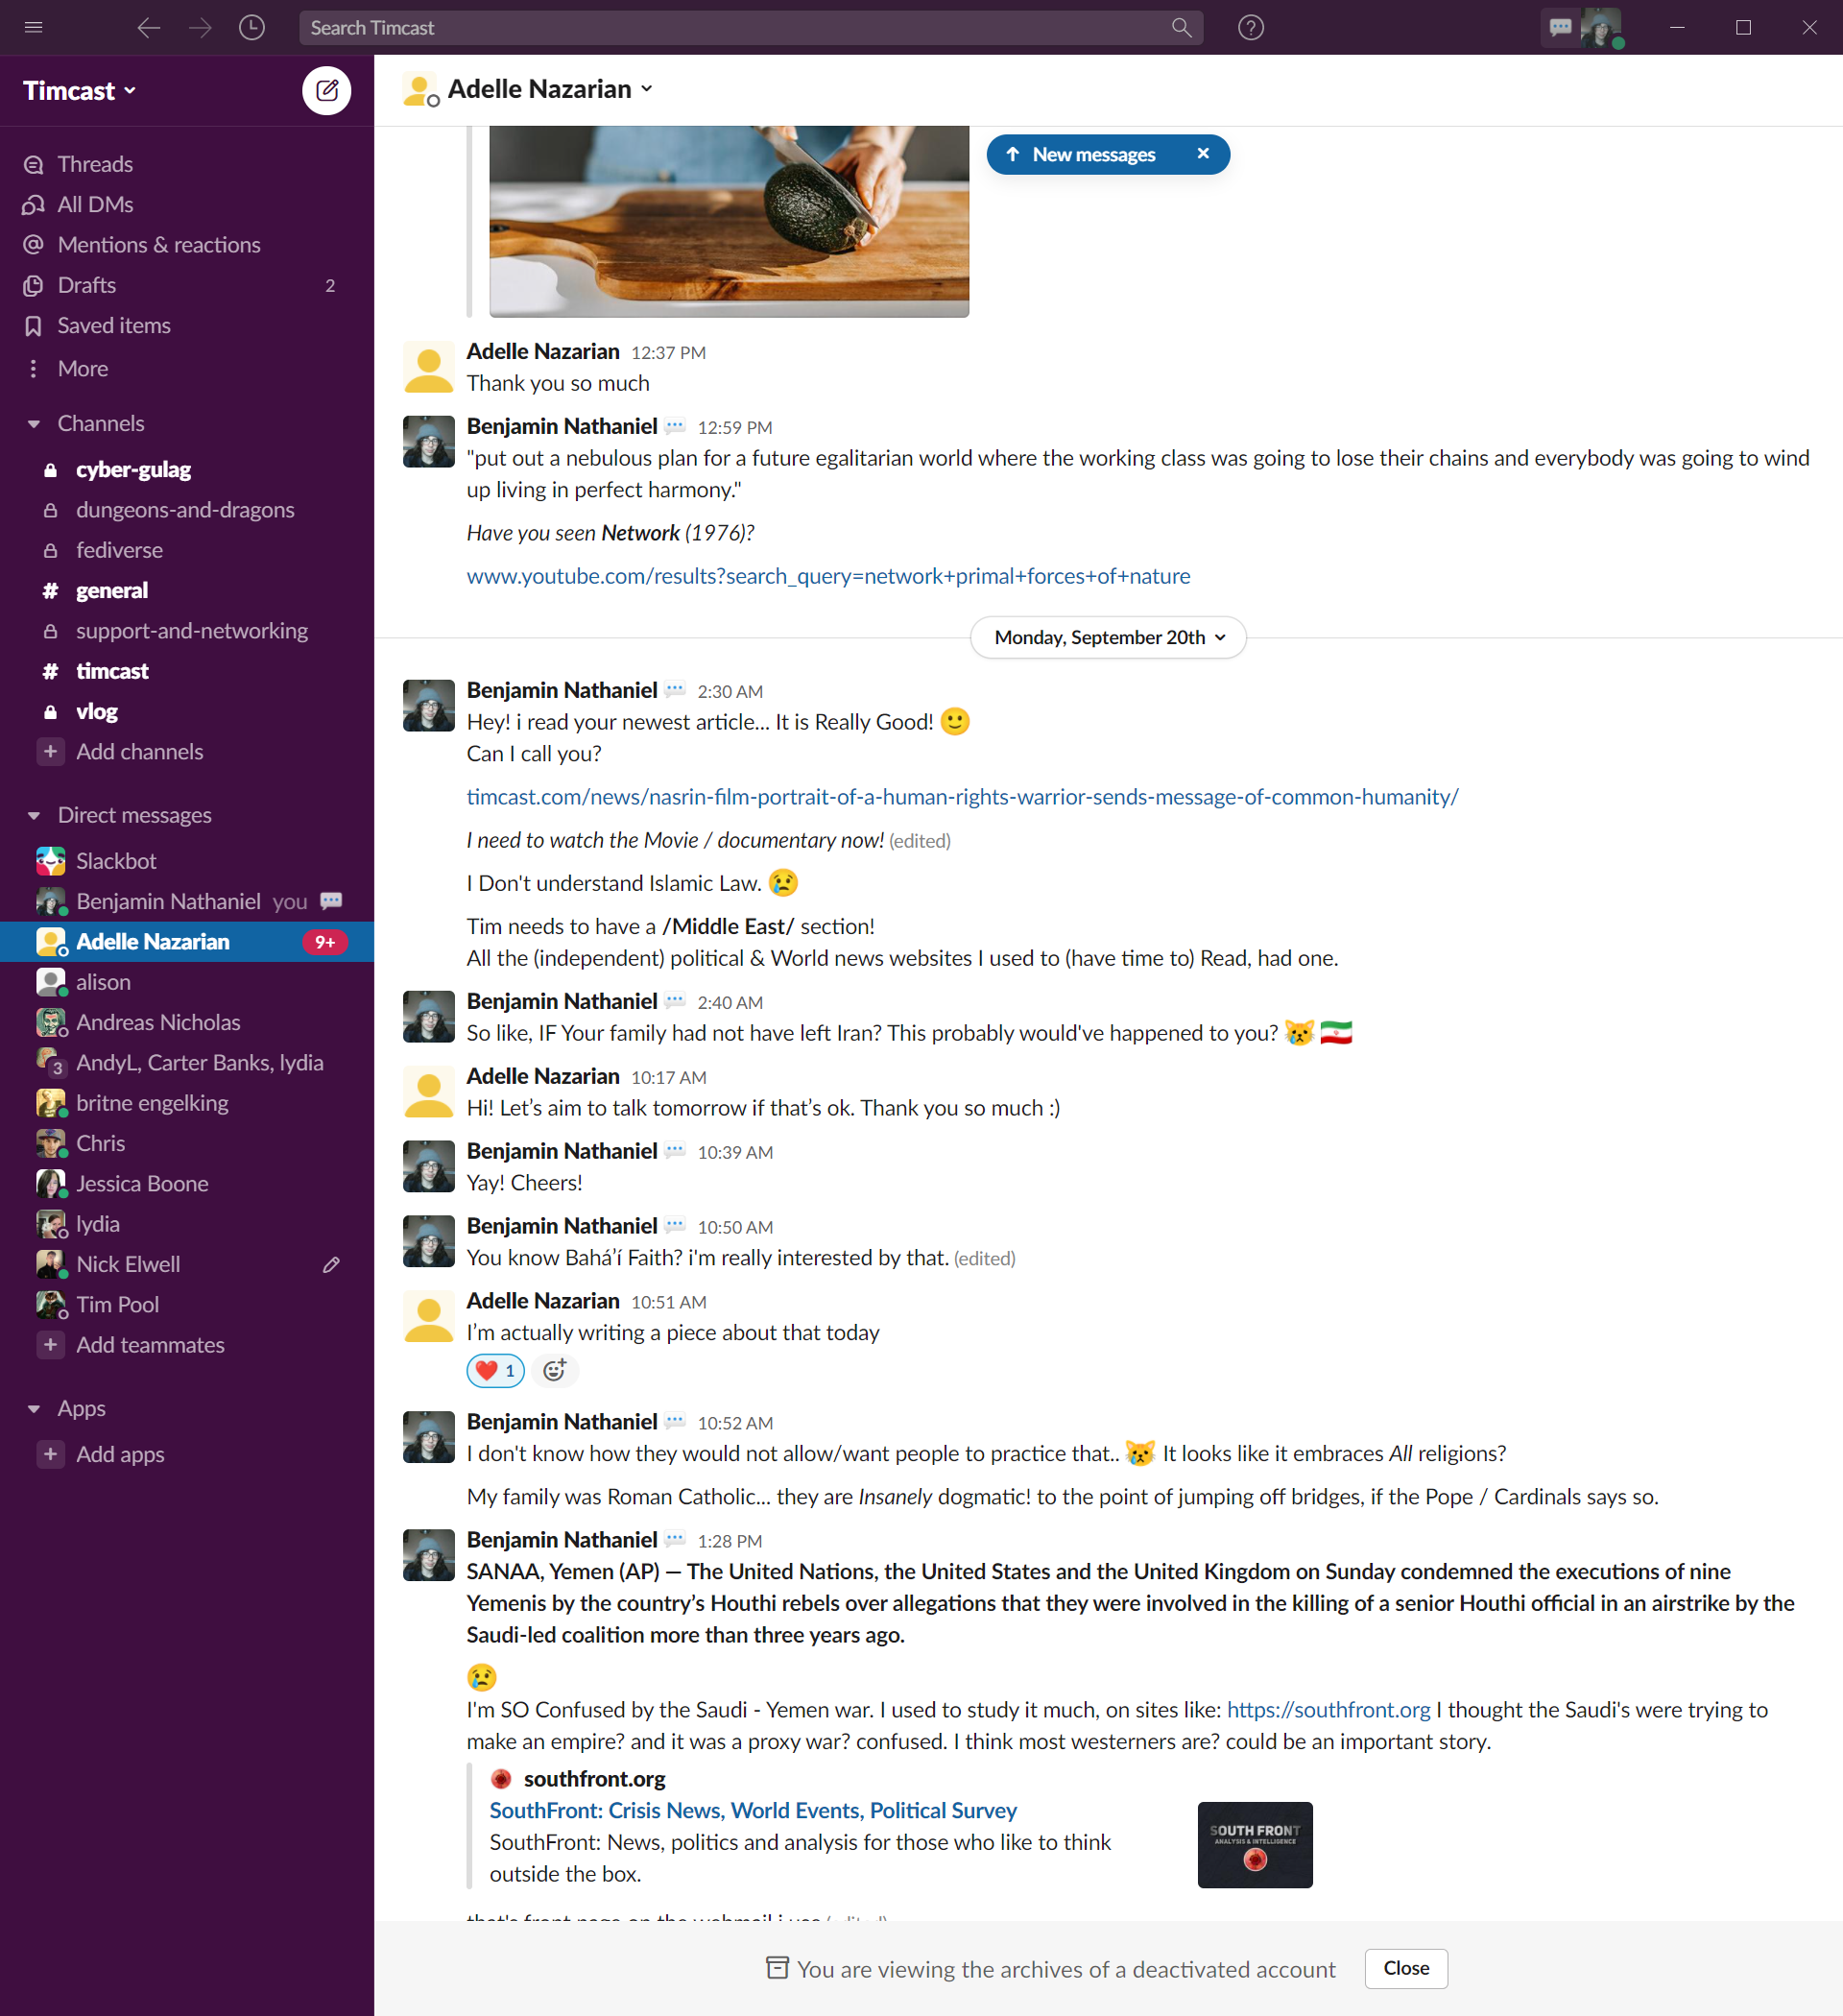 Search Timcast
Timcast
Threads
All DMs
Mentions & reactions
Drafts 2
Saved items
More
Channels
cyber-gulag
dungeons-and-dragons
fediverse
# general
support-and-networking
# timcast
vlog
+ Add channels
Direct messages
Slackbot
Benjamin Nathaniel you
Adelle Nazarian 9+
alison
Andreas Nicholas
3 AndyL, Carter Banks, lydia
britne engelking
Chris
Jessica Boone
lydia
Nick Elwell
Tim Pool
+ Add teammates
Apps
+ Add apps
Adelle Nazarian
New messages
Adelle Nazarian 12:37 PM
Thank you so much
Benjamin Nathaniel 12:59 PM
"put out a nebulous plan for a future egalitarian world where the working class was going to lose their chains and everybody was going to wind
up living in perfect harmony."
Have you seen Network (1976)?
www.youtube.com/results?search_query=network+primal+forces+of+nature
Monday, September 20th
Benjamin Nathaniel 2:30 AM
Hey! i read your newest article... It is Really Good! 🙂
Can I call you?
timcast.com/news/nasrin-film-portrait-of-a-human-rights-warrior-sends-message-of-common-humanity/
I need to watch the Movie / documentary now! (edited)
I Don't understand Islamic Law. 😢
Tim needs to have a /Middle East/ section!
All the (independent) political & World news websites I used to (have time to) Read, had one.
Benjamin Nathaniel 2:40 AM
So like, IF Your family had not have left Iran? This probably would've happened to you? 😿 🇮🇷
Adelle Nazarian 10:17 AM
Hi! Let’s aim to talk tomorrow if that’s ok. Thank you so much :)
Benjamin Nathaniel 10:39 AM
Yay! Cheers!
Benjamin Nathaniel 10:50 AM
You know Bahá’í Faith? i'm really interested by that. (edited)
Adelle Nazarian 10:51 AM
I’m actually writing a piece about that today
❤️ 1
Benjamin Nathaniel 10:52 AM
I don't know how they would not allow/want people to practice that.. 😿 It looks like it embraces All religions?
My family was Roman Catholic... they are Insanely dogmatic! to the point of jumping off bridges, if the Pope / Cardinals says so.
Benjamin Nathaniel 1:28 PM
SANAA, Yemen (AP) — The United Nations, the United States and the United Kingdom on Sunday condemned the executions of nine
Yemenis by the country’s Houthi rebels over allegations that they were involved in the killing of a senior Houthi official in an airstrike by the
Saudi-led coalition more than three years ago.
😢
I'm SO Confused by the Saudi - Yemen war. I used to study it much, on sites like: https://southfront.org I thought the Saudi's were trying to
make an empire? and it was a proxy war? confused. I think most westerners are? could be an important story.
southfront.org
SouthFront: Crisis News, World Events, Political Survey
SouthFront: News, politics and analysis for those who like to think
outside the box.
SOUTH FRONT
ANALYSIS & INTELLIGENCE
that's front page on the webmail i use (edited)
You are viewing the archives of a deactivated account
Close